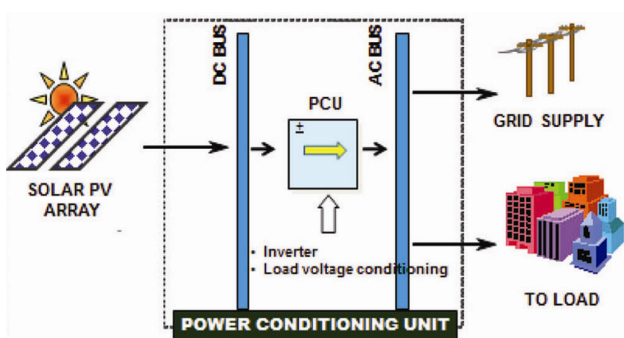 DC BUS
AC BUS
PCU
±
GRID SUPPLY
SOLAR PV
ARRAY
• Inverter
• Load voltage conditioning
TO LOAD
POWER CONDITIONING UNIT